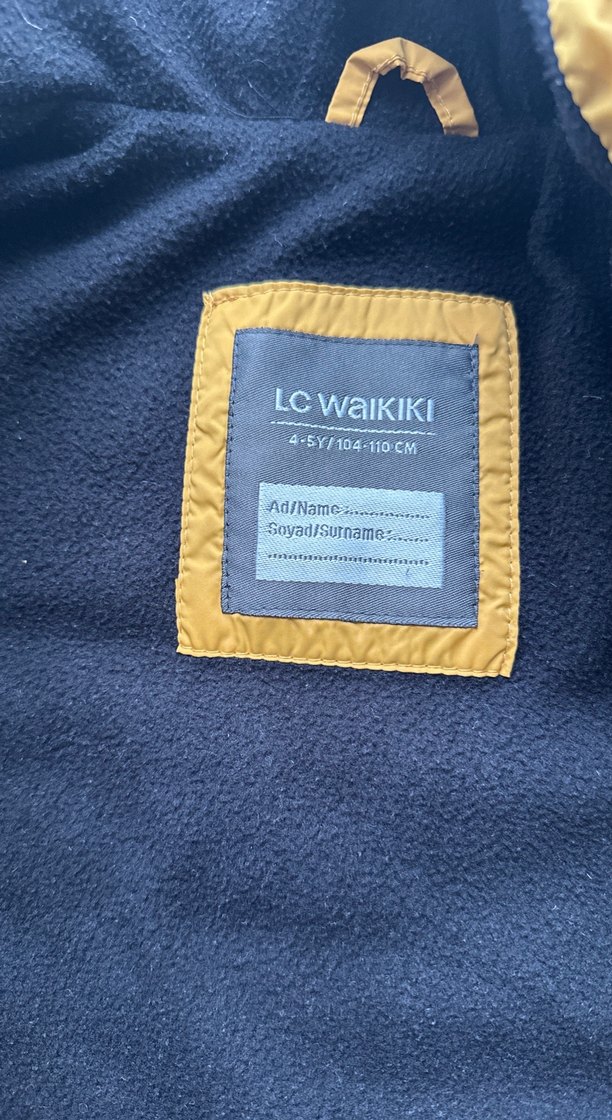 LC WAIKIKI
4-5Y/104-110 CM
Ad/Name:..............
Soyad/Surname:......
..........................